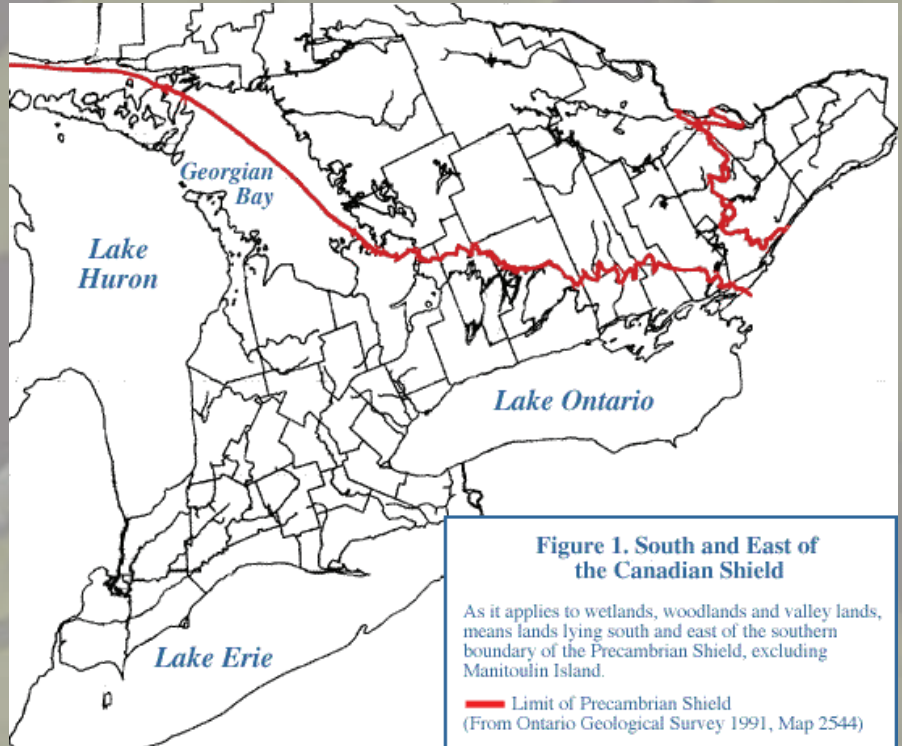 Georgian
Bay
Lake
Huron
Lake Ontario
Lake Erie
Figure 1. South and East of
the Canadian Shield
As it applies to wetlands, woodlands and valley lands,
means lands lying south and east of the southern
boundary of the Precambrian Shield, excluding
Manitoulin Island.
Limit of Precambrian Shield
(From Ontario Geological Survey 1991, Map 2544)